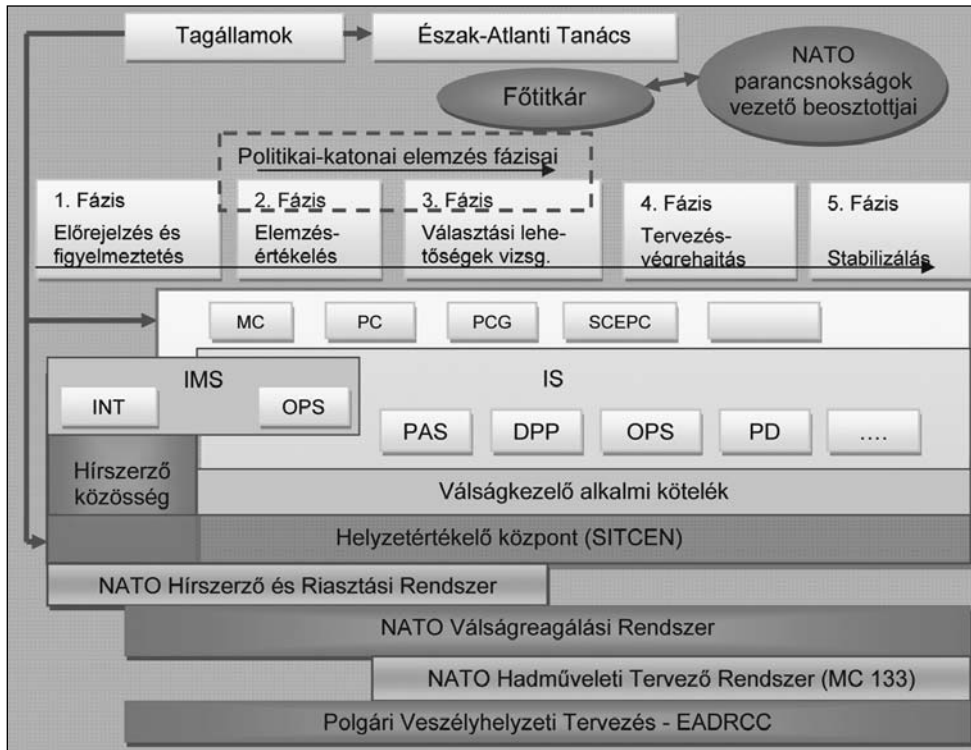 Tagállamok
Észak-Atlanti Tanács
Főtitkár
NATO
parancsnokságok
vezető beosztottjai
Politikai-katonai elemzés fázisai
1. Fázis
Előrejelzés és
figyelmeztetés
2. Fázis
Elemzés-
értékelés
3. Fázis
Választási lehe-
tőségek vizsg.
4. Fázis
Tervezés-
végrehajtás
5. Fázis
Stabilizálás
MC
PC
PCG
SCEPC
IMS
INT
OPS
IS
PAS
DPP
OPS
PD
....
Hírszerző
közösség
Válságkezelő alkalmi kötelék
Helyzetértékelő központ (SITCEN)
NATO Hírszerző és Riasztási Rendszer
NATO Válságreagálási Rendszer
NATO Hadműveleti Tervező Rendszer (MC 133)
Polgári Veszélyhelyzeti Tervezés - EADRCC